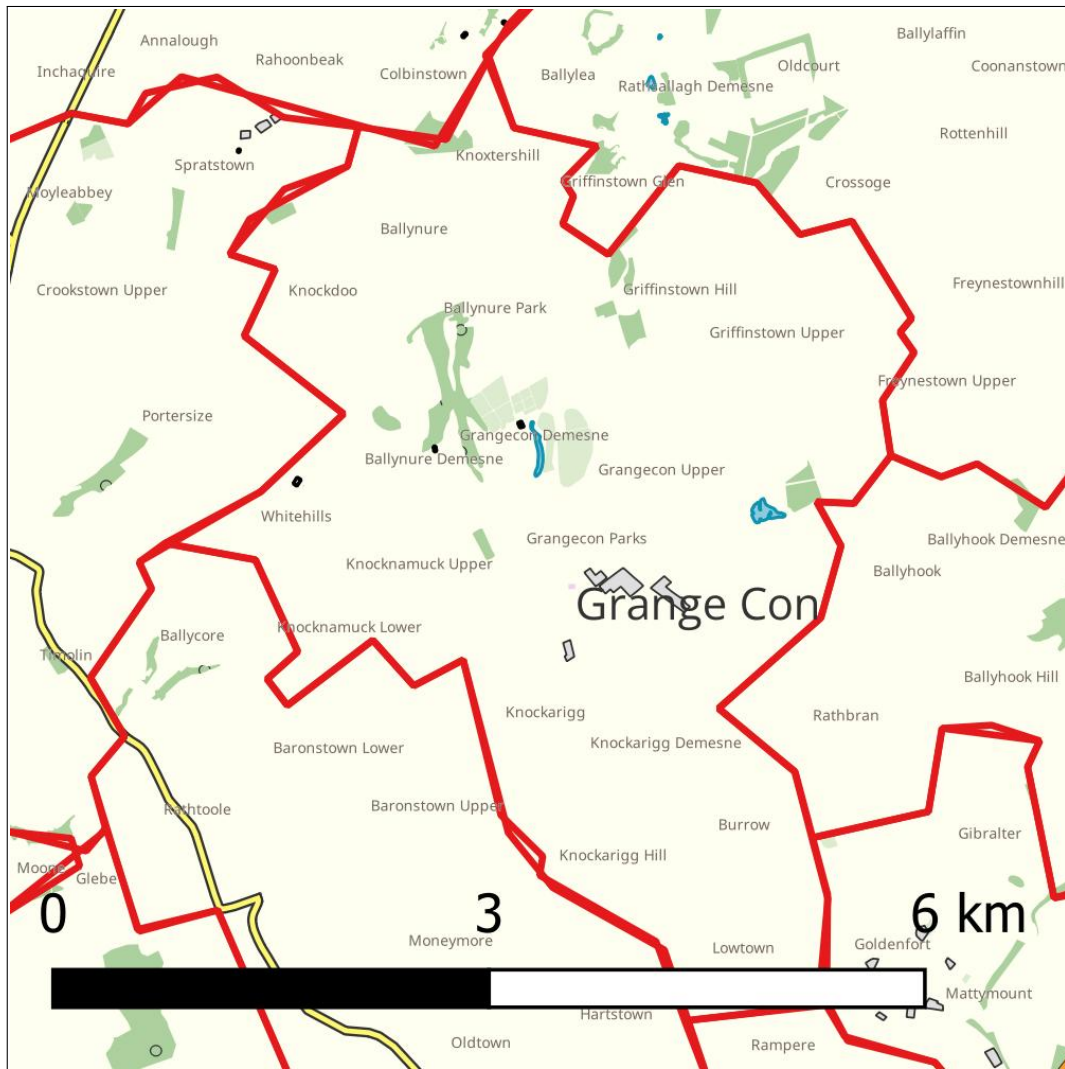 Annalough
Ballylaffin
Rahoonbeak
Inchaquire
Colbinstown
Ballylea
Oldcourt
Coonanstown
Rathsallagh Demesne
Rottenhill
Knoxtershill
Spratstown
Griffinstown Glen
Crossoge
Moyleabbey
Ballynure
Crookstown Upper
Knockdoo
Griffinstown Hill
Freynestownhill
Ballynure Park
Griffinstown Upper
Freynestown Upper
Portersize
Grangecon Demesne
Ballynure Demesne
Grangecon Upper
Whitehills
Grangecon Parks
Ballyhook Demesne
Knocknamuck Upper
Ballyhook
Grange Con
Knocknamuck Lower
Ballycore
Timolin
Ballyhook Hill
Knockarigg
Rathbran
Knockarigg Demesne
Baronstown Lower
Baronstown Upper
Rathtoole
Burrow
Gibralter
Knockarigg Hill
Moone
Glebe
0 3 6 km
Moneymore
Lowtown
Goldenfort
Mattymount
Hartstown
Oldtown
Rampere